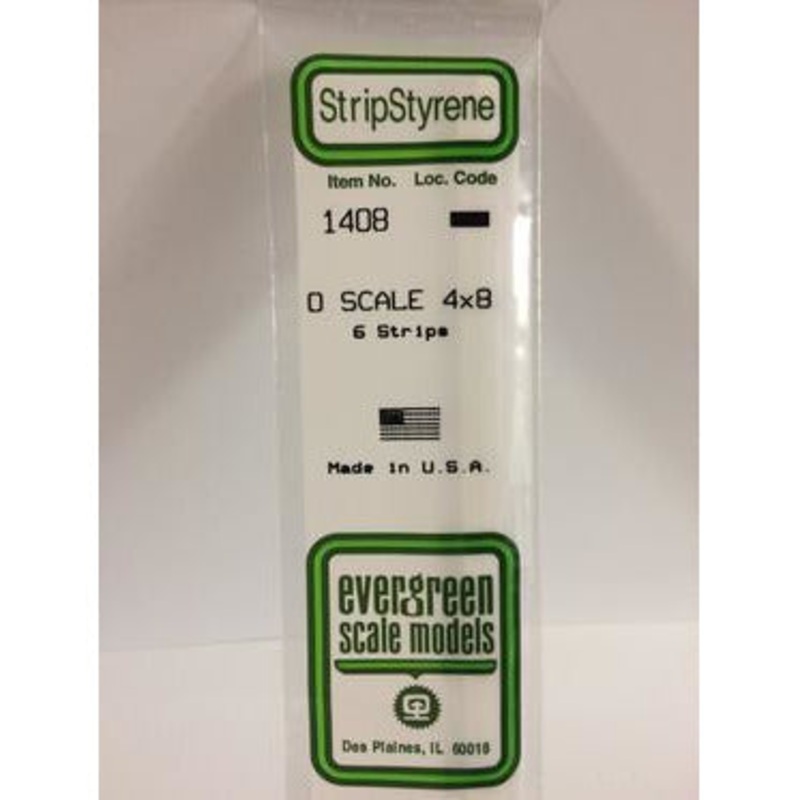 StripStyrene
Item No. Loc. Code
1408
O SCALE 4x8
6 Strips
Made in U.S.A.
evergreen
scale models
Des Plaines, IL 60018